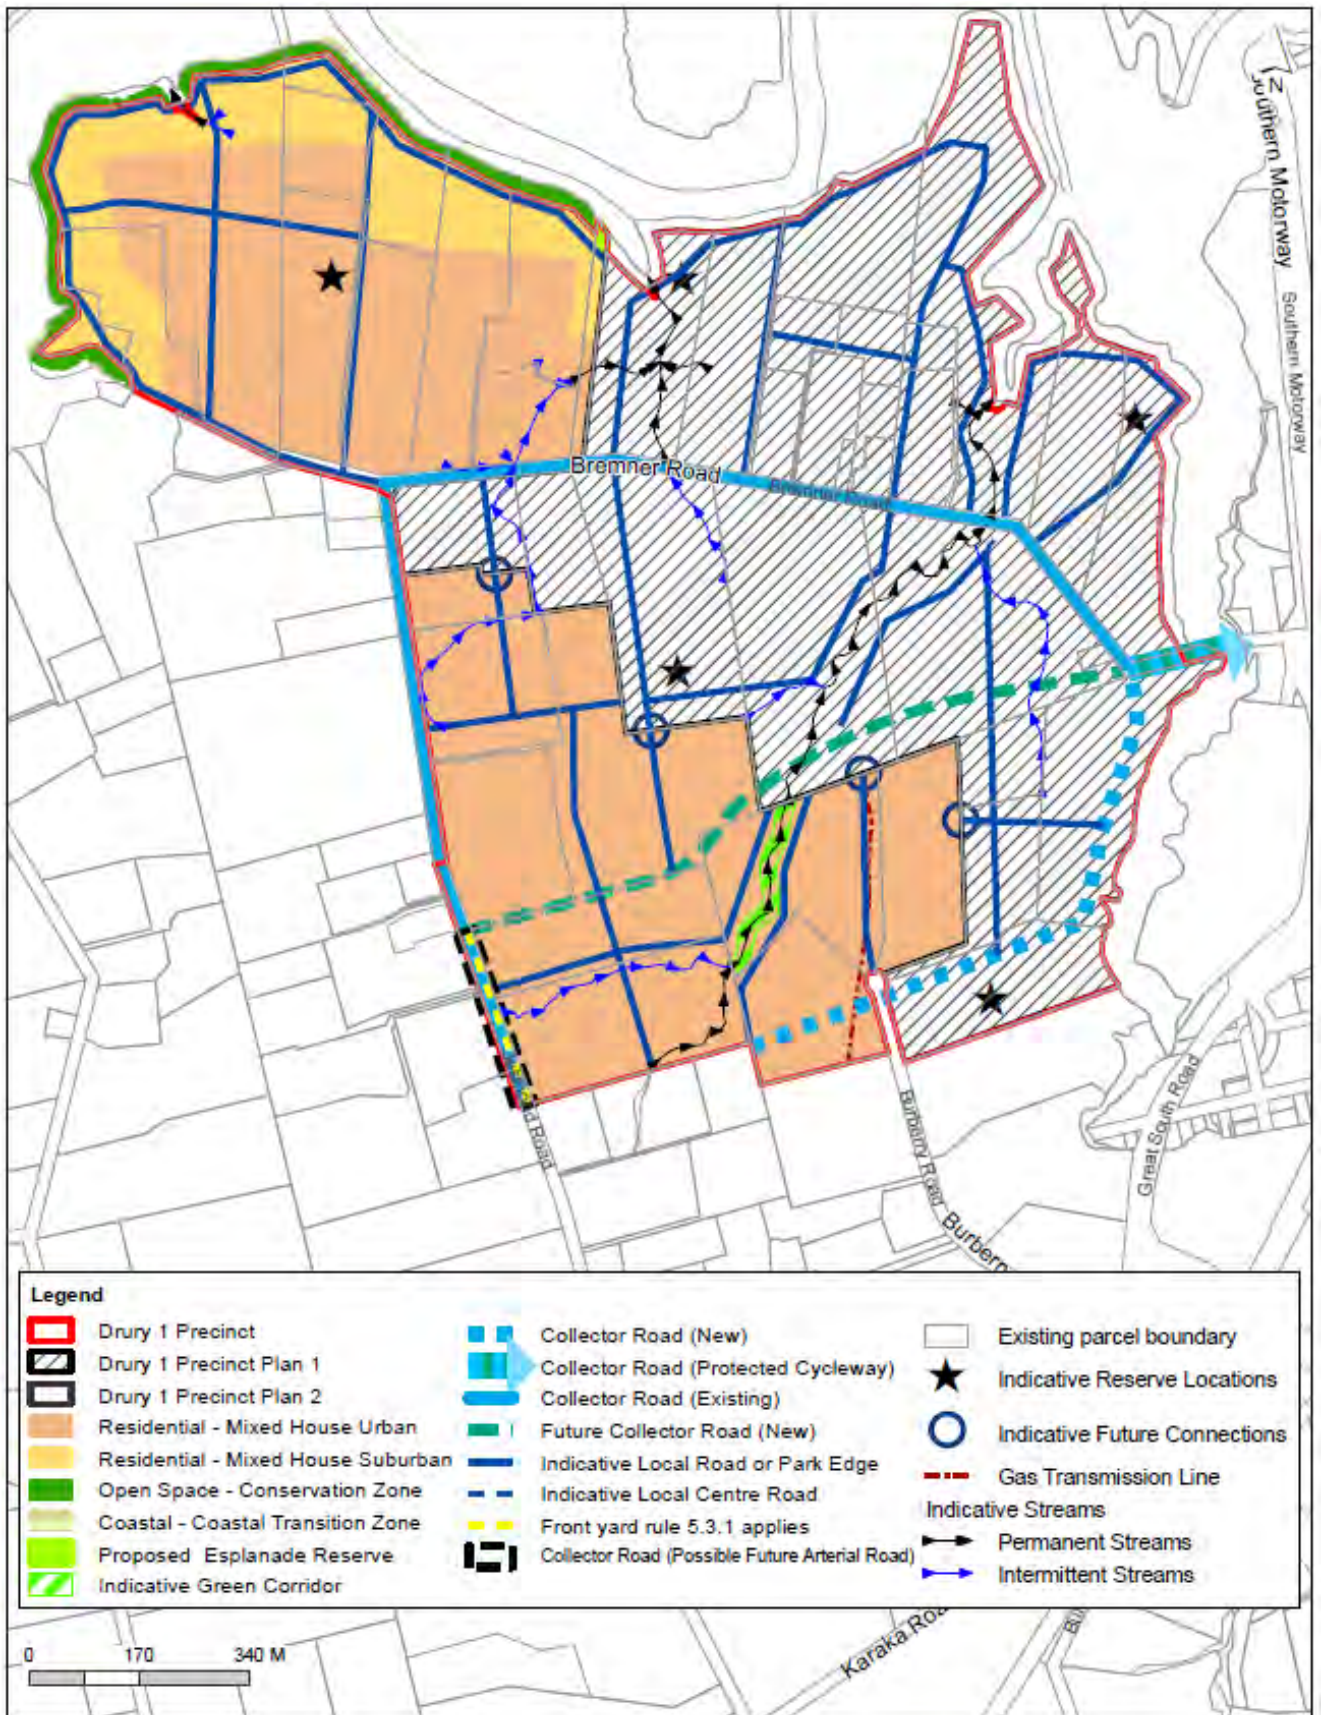 Southern Motorway
N
Southern Motorway
Bremner Road
Bremner Road
Road
Burberry Road
Great South Road
Legend
Drury 1 Precinct
Drury 1 Precinct Plan 1
Drury 1 Precinct Plan 2
Residential - Mixed House Urban
Residential - Mixed House Suburban
Open Space - Conservation Zone
Coastal - Coastal Transition Zone
Proposed Esplanade Reserve
Indicative Green Corridor
Collector Road (New)
Collector Road (Protected Cycleway)
Collector Road (Existing)
Future Collector Road (New)
Indicative Local Road or Park Edge
Indicative Local Centre Road
Front yard rule 5.3.1 applies
Collector Road (Possible Future Arterial Road)
Existing parcel boundary
Indicative Reserve Locations
Indicative Future Connections
Gas Transmission Line
Indicative Streams
Permanent Streams
Intermittent Streams
0 170 340 M
Karaka